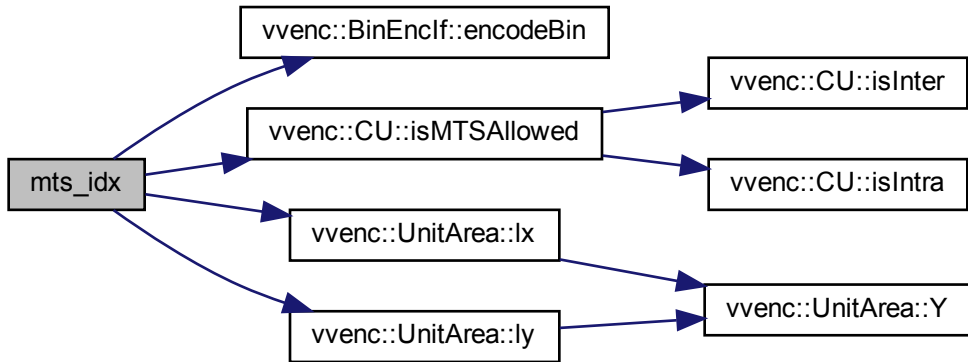 vvenc::BinEncIf::encodeBin
vvenc::CU::isInter
vvenc::CU::isMTSAllowed
mts_idx
vvenc::CU::isIntra
vvenc::UnitArea::lx
vvenc::UnitArea::Y
vvenc::UnitArea::ly